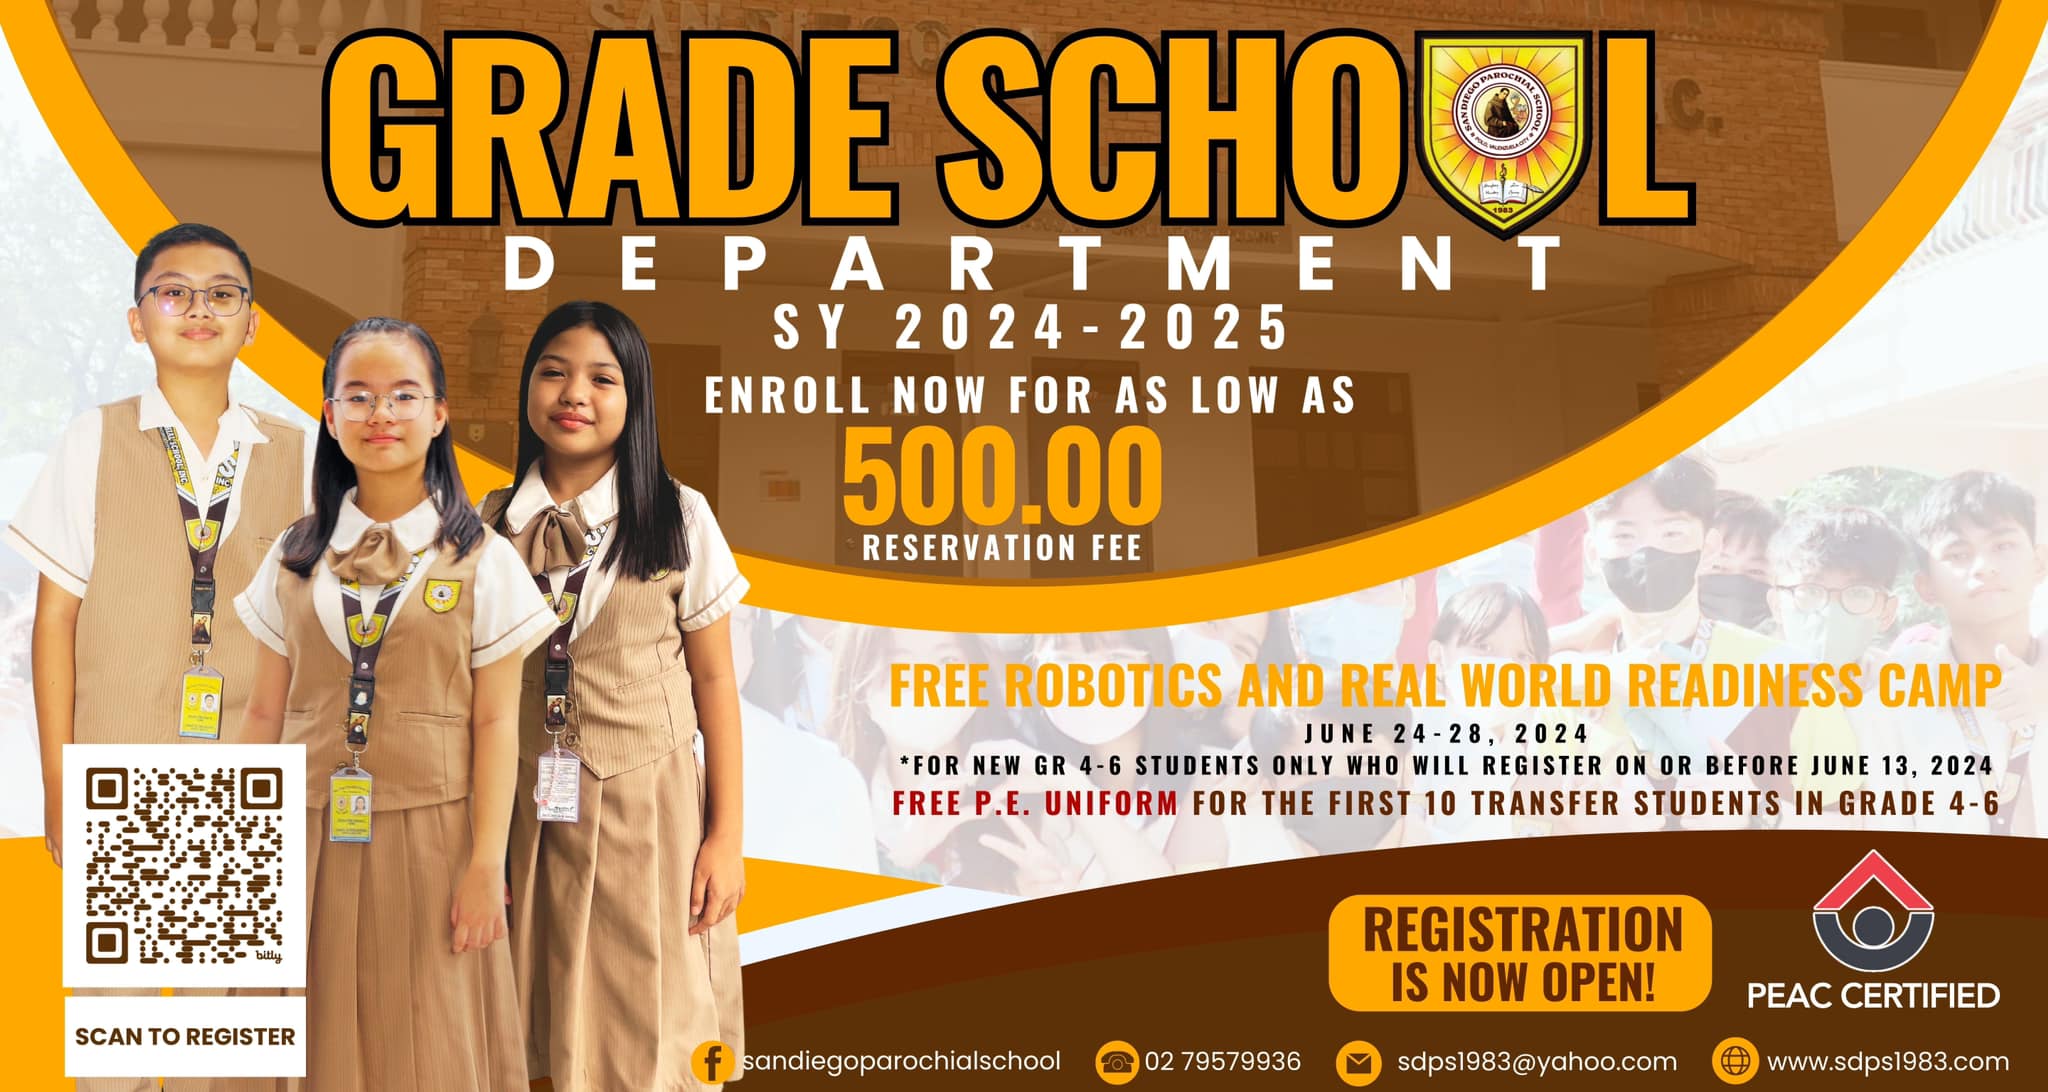 GRADE SCHOOL
SAN DIEGO PAROCHIAL SCHOOL
POLO, VALENZUELA CITY
1983
DEPARTMENT
SY 2024-2025
ENROLL NOW FOR AS LOW AS
500.00
RESERVATION FEE
FREE ROBOTICS AND REAL WORLD READINESS CAMP
JUNE 24-28, 2024
*FOR NEW GR 4-6 STUDENTS ONLY WHO WILL REGISTER ON OR BEFORE JUNE 13, 2024
FREE P.E. UNIFORM FOR THE FIRST 10 TRANSFER STUDENTS IN GRADE 4-6
bitly
SCAN TO REGISTER
REGISTRATION
IS NOW OPEN!
PEAC CERTIFIED
sandiegoparochialschool
02 79579936
sdps1983@yahoo.com
www.sdps1983.com